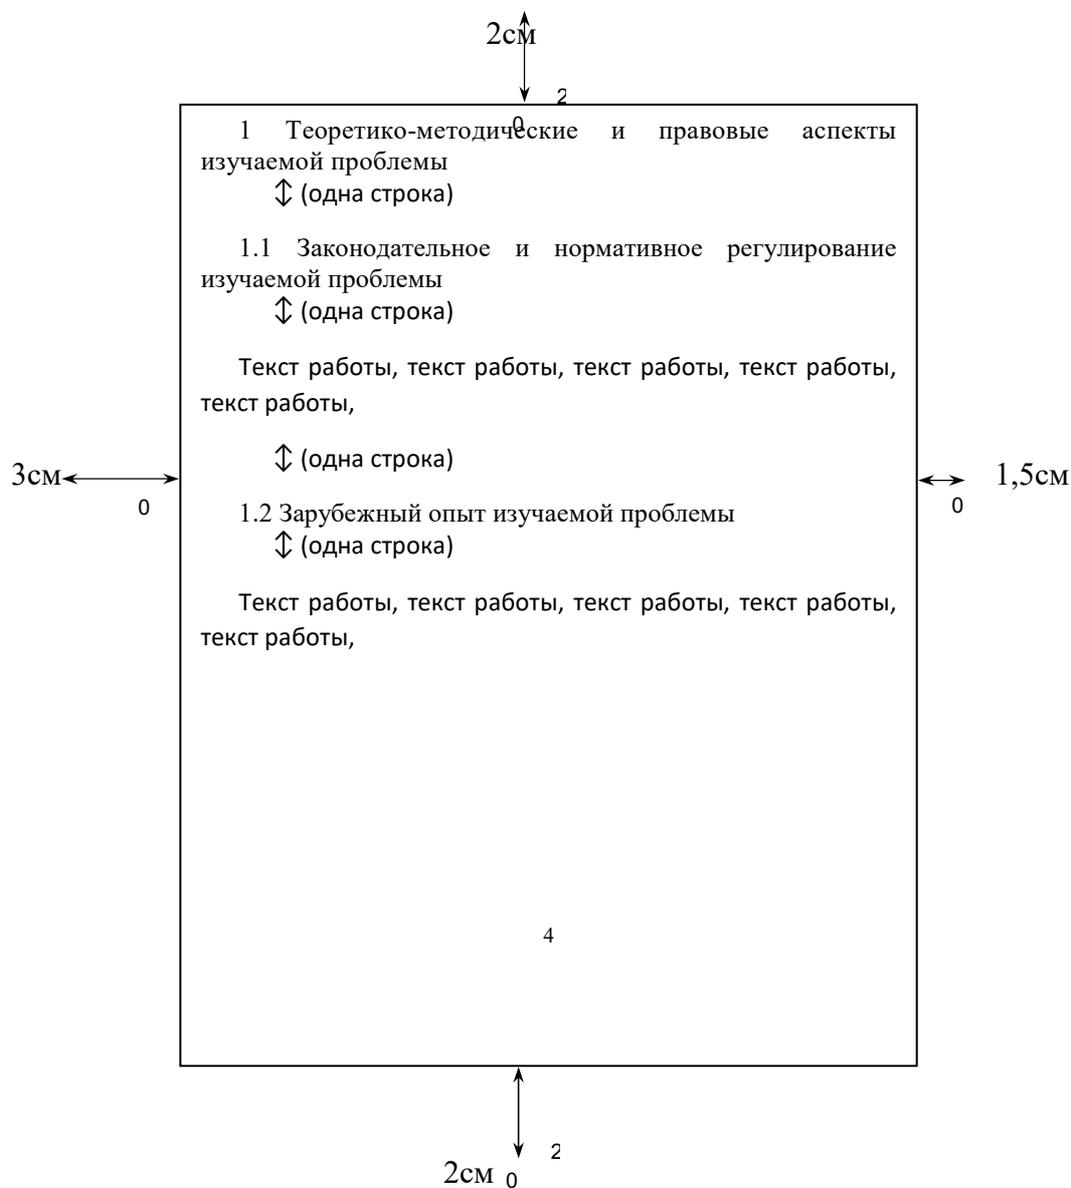 2см
2
0
1 Теоретико-методические и правовые аспекты
изучаемой проблемы
↕ (одна строка)
1.1 Законодательное и нормативное регулирование
изучаемой проблемы
↕ (одна строка)
Текст работы, текст работы, текст работы, текст работы,
текст работы,
↕ (одна строка)
3см
0
1,5см
0
1.2 Зарубежный опыт изучаемой проблемы
↕ (одна строка)
Текст работы, текст работы, текст работы, текст работы,
текст работы,
4
2
2см
0